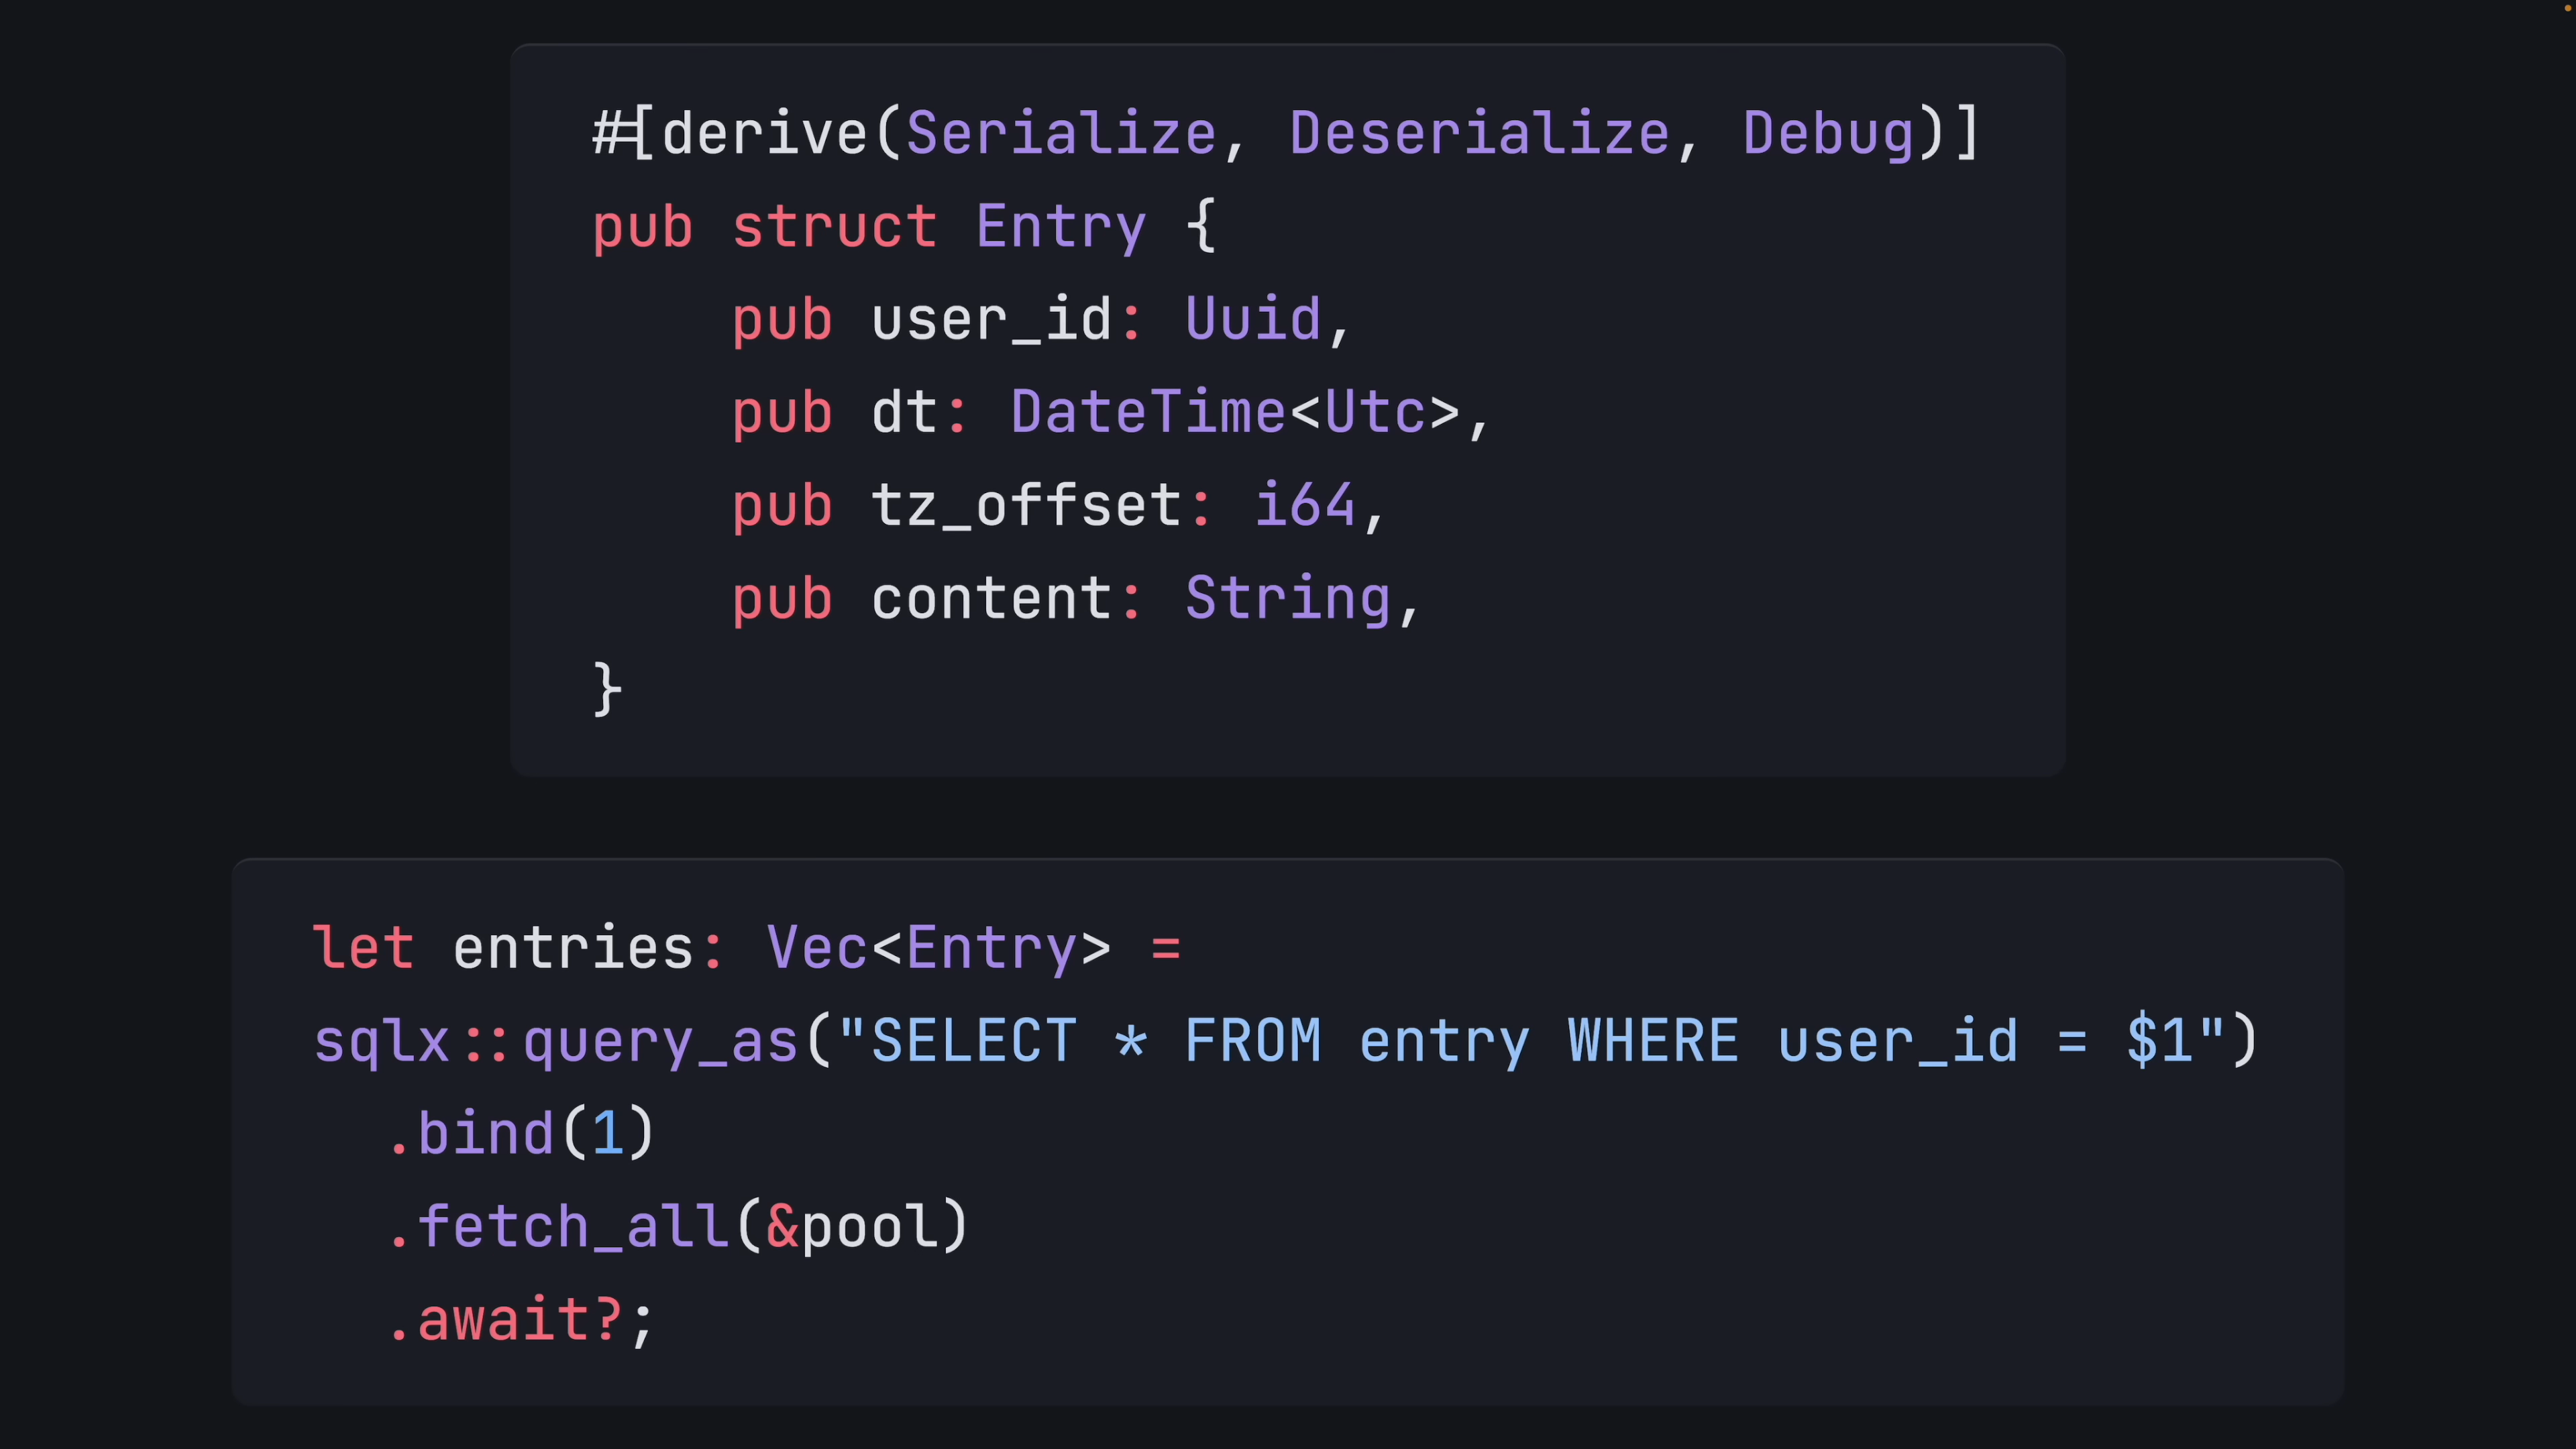 #[derive(Serialize, Deserialize, Debug)]
pub struct Entry {
    pub user_id: Uuid,
    pub dt: DateTime<Utc>,
    pub tz_offset: i64,
    pub content: String,
}
let entries: Vec<Entry> =
sqlx::query_as("SELECT * FROM entry WHERE user_id = $1")
  .bind(1)
  .fetch_all(&pool)
  .await?;